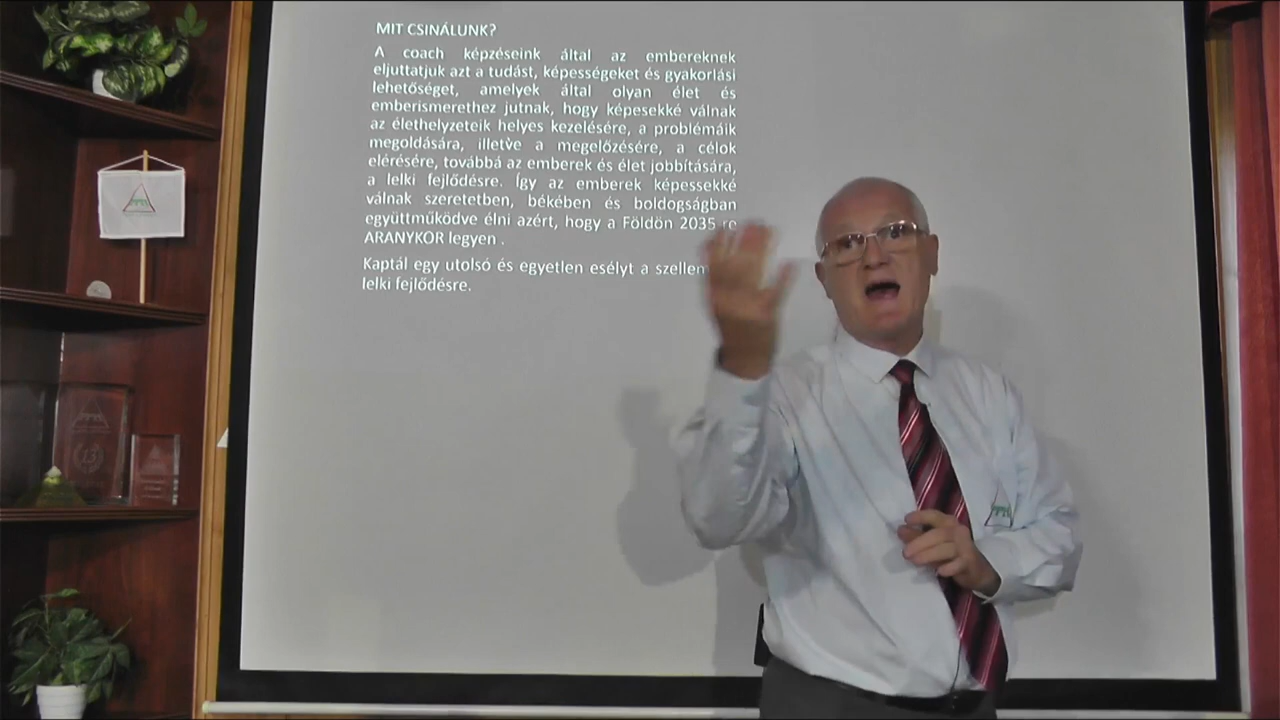 MIT CSINÁLUNK?
A coach képzéseink által az embereknek
eljuttatjuk azt a tudást, képességeket és gyakorlási
lehetőséget, amelyek által olyan élet és
emberismerethez jutnak, hogy képesekké válnak
az élethelyzeteik helyes kezelésére, a problémáik
megoldására, illetve a megelőzésére, a célok
elérésére, továbbá az emberek és élet jobbítására,
a lelki fejlődésre. Így az emberek képessekké
válnak szeretetben, békében és boldogságban
együttműködve élni azért, hogy a Földön 2035-re
ARANYKOR legyen .
Kaptál egy utolsó és egyetlen esélyt a
lelki fejlődésre.
13